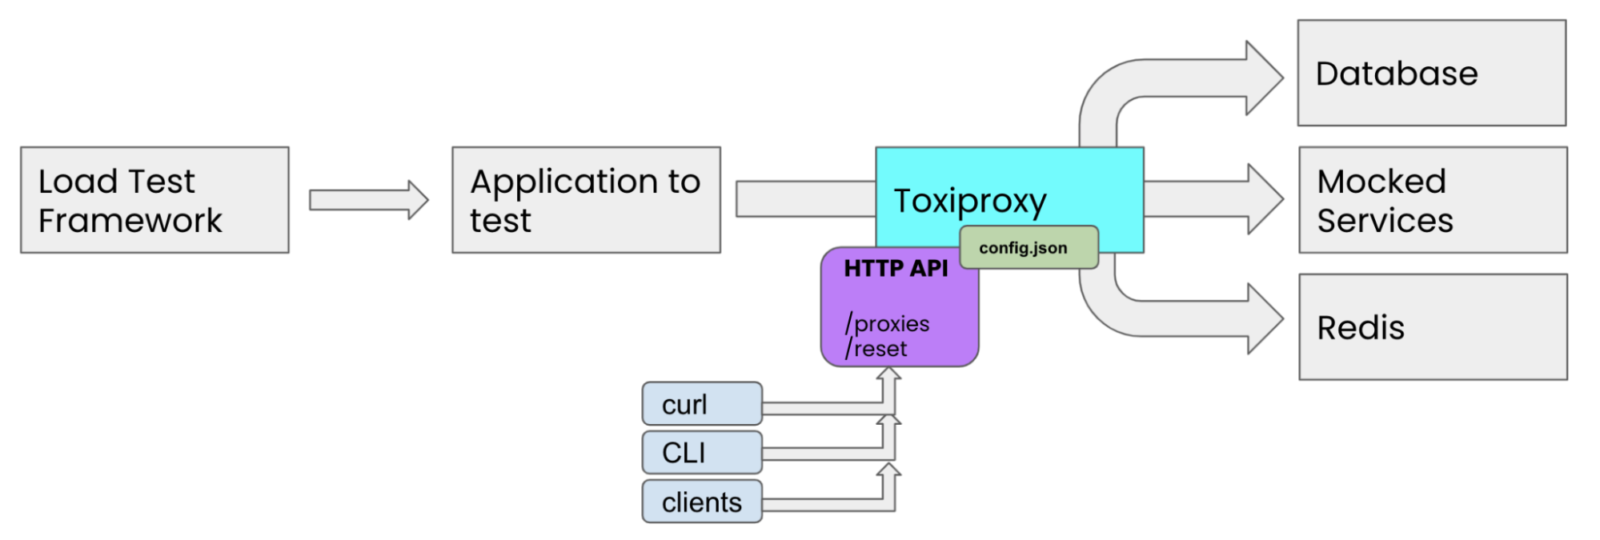 Load Test
Framework
Application to
test
Toxiproxy
config.json
HTTP API
/proxies
/reset
curl
CLI
clients
Database
Mocked
Services
Redis